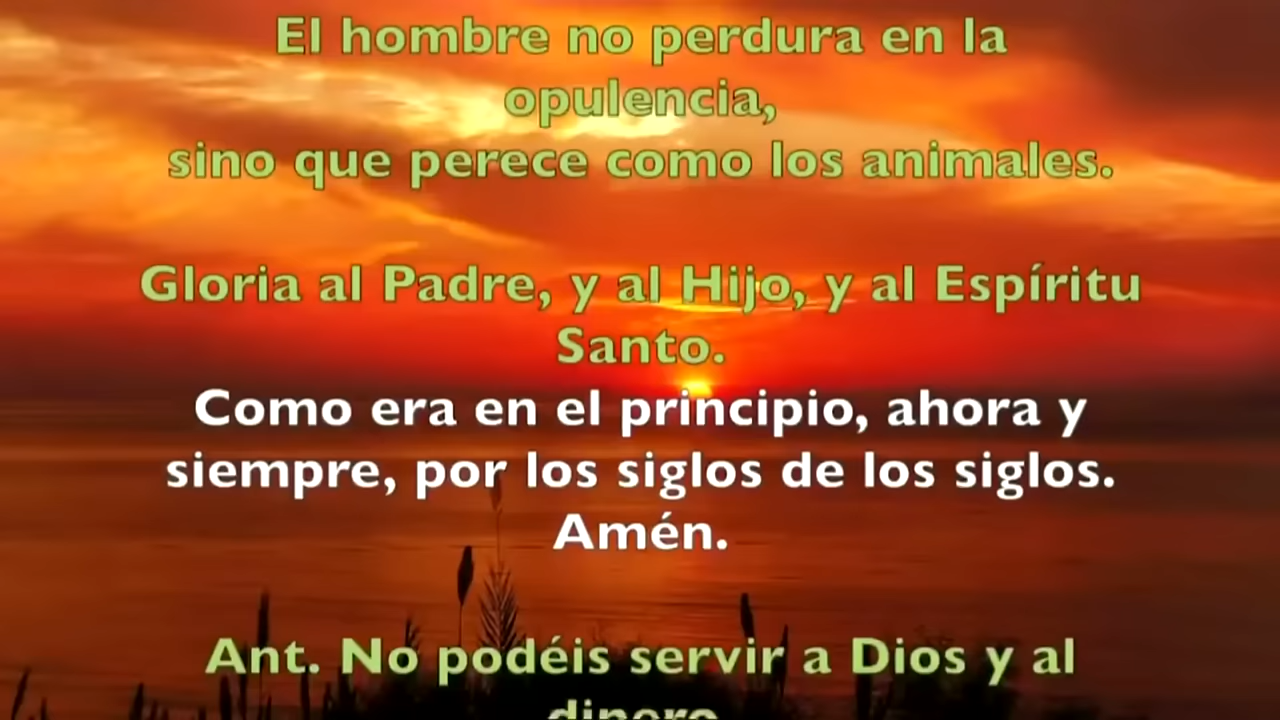 El hombre no perdura en la
opulencia,
sino que perece como los animales.
Gloria al Padre, y al Hijo, y al Espíritu
Santo.
Como era en el principio, ahora y
siempre, por los siglos de los siglos.
Amén.
Ant. No podéis servir a Dios y al
dinero